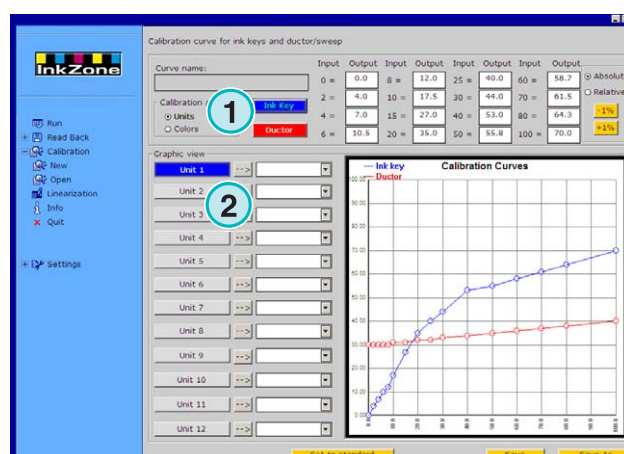 Calibration curve for ink keys and ductor/sweep
InkZone
Curve name:
Input Output Input Output Input Output Input Output
0 = 0.0 8 = 12.0 25 = 40.0 60 = 58.7 Absolut
2 = 4.0 10 = 17.5 30 = 44.0 70 = 61.5 Relative
Calibration
1
Ink Key
Units
4 = 7.0 15 = 27.0 40 = 53.0 80 = 64.3 -1%
Colors
Ductor
6 = 10.5 20 = 35.0 50 = 55.8 100 = 70.0 +1%
Run
Read Back
Calibration
New
Open
Linearization
Info
Quit
Settings
Graphic view
Unit 1 -->
Unit 2
2
Unit 3
Unit 4 -->
Unit 5 -->
Unit 6 -->
Unit 7 -->
Unit 8 -->
Unit 9 -->
Unit 10 -->
Unit 11 -->
Unit 12 -->
Ink key
Ductor
Calibration Curves